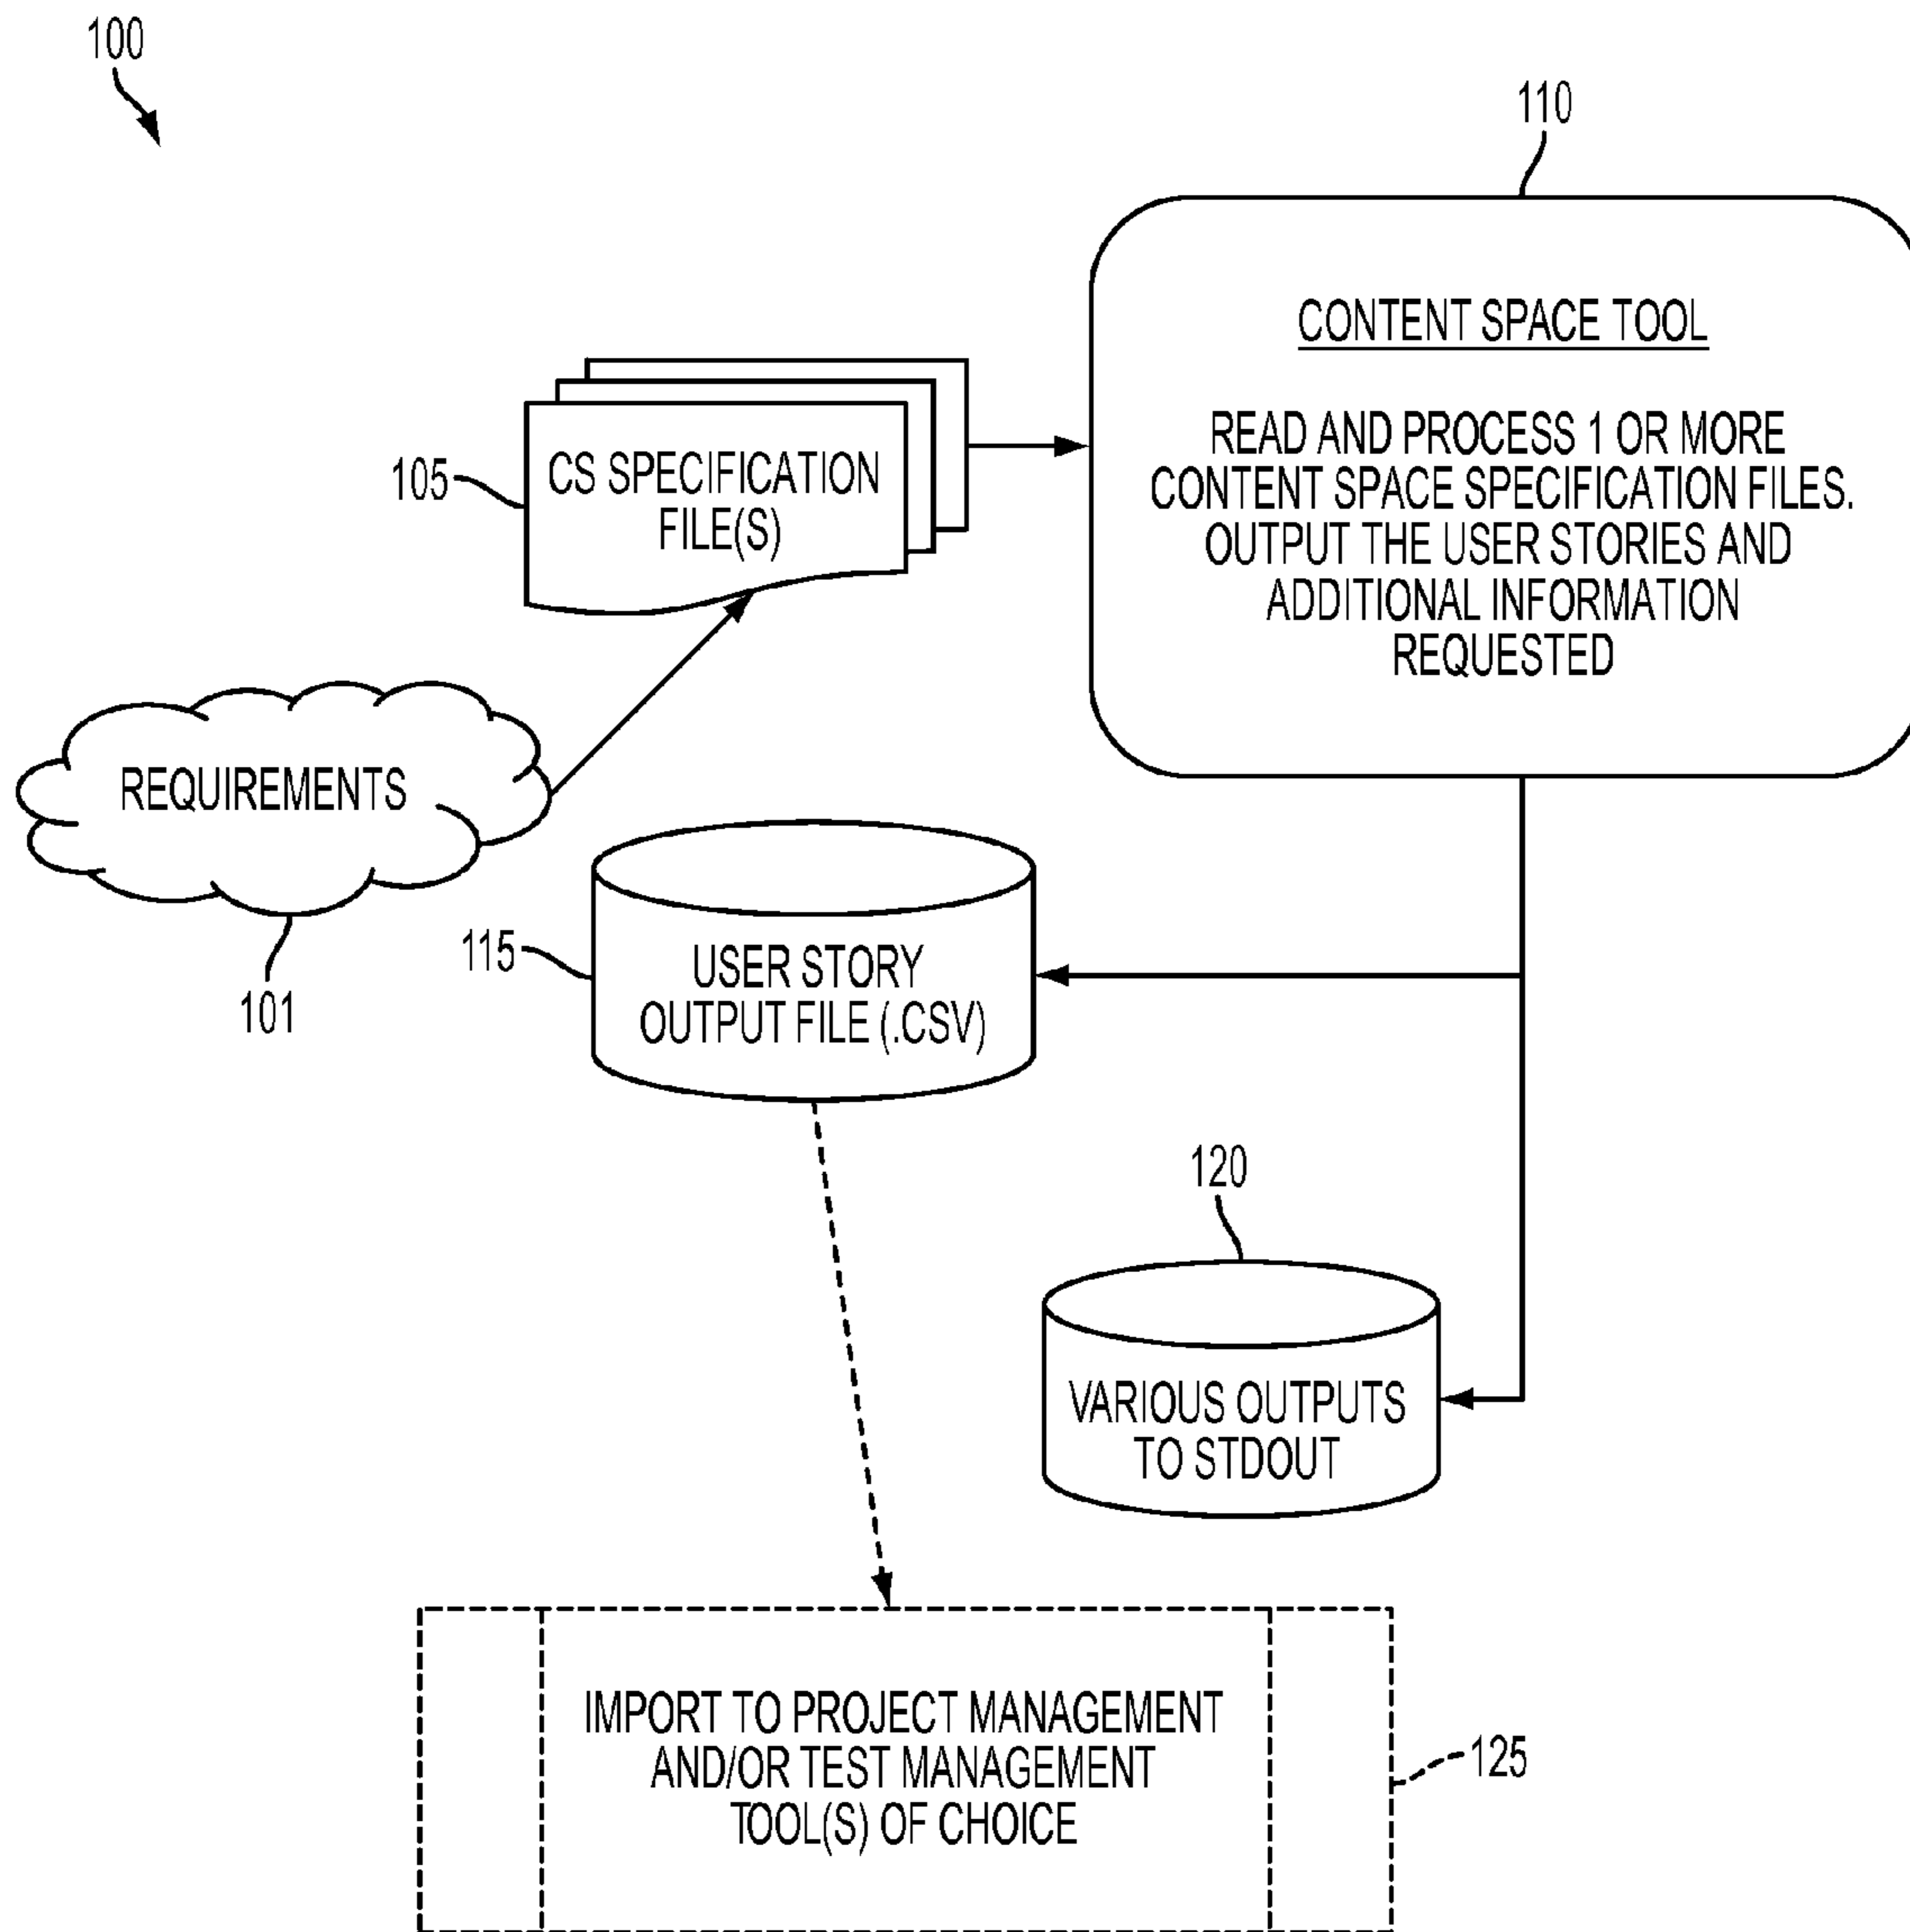 100
110
CONTENT SPACE TOOL
READ AND PROCESS 1 OR MORE
CONTENT SPACE SPECIFICATION FILES.
OUTPUT THE USER STORIES AND
ADDITIONAL INFORMATION
REQUESTED
105
CS SPECIFICATION
FILE(S)
REQUIREMENTS
101
115
USER STORY
OUTPUT FILE (.CSV)
120
VARIOUS OUTPUTS
TO STDOUT
IMPORT TO PROJECT MANAGEMENT
AND/OR TEST MANAGEMENT
TOOL(S) OF CHOICE
125